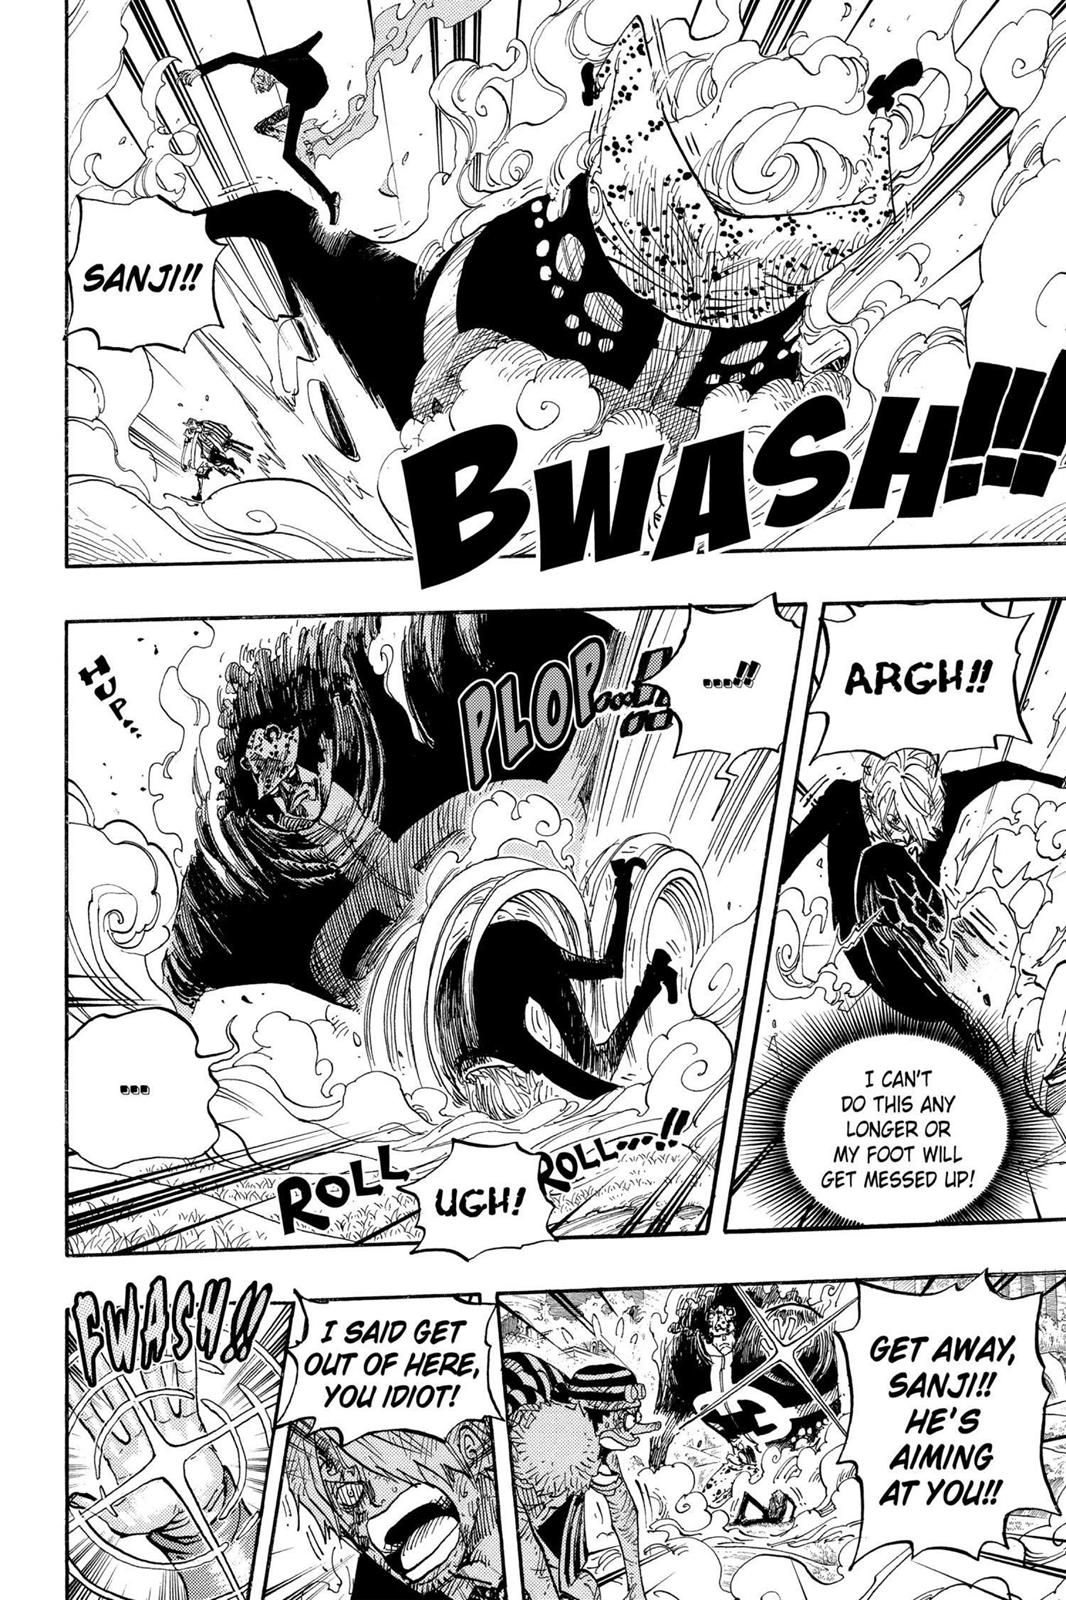 SANJI!!
BWASH!!!
ARGH!!
I CAN'T
DO THIS ANY
LONGER OR
MY FOOT WILL
GET MESSED UP!
...!!
PLOP...!!
...
ROLL
UGH!
ROLL...!!
GET AWAY,
SANJI!!
HE'S
AIMING
AT YOU!!
I SAID GET
OUT OF HERE,
YOU IDIOT!
FWASH!!